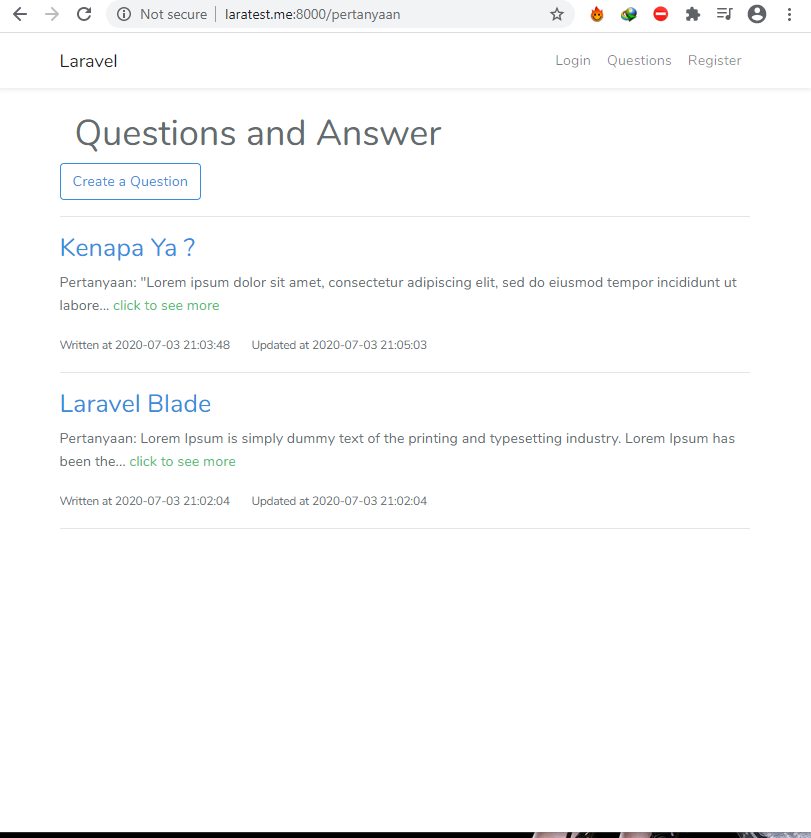 Not secure | laratest.me:8000/pertanyaan
Laravel
Login Questions Register
Questions and Answer
Create a Question
Kenapa Ya ?
Pertanyaan: "Lorem ipsum dolor sit amet, consectetur adipiscing elit, sed do eiusmod tempor incididunt ut
labore... click to see more
Written at 2020-07-03 21:03:48 Updated at 2020-07-03 21:05:03
Laravel Blade
Pertanyaan: Lorem Ipsum is simply dummy text of the printing and typesetting industry. Lorem Ipsum has
been the... click to see more
Written at 2020-07-03 21:02:04 Updated at 2020-07-03 21:02:04